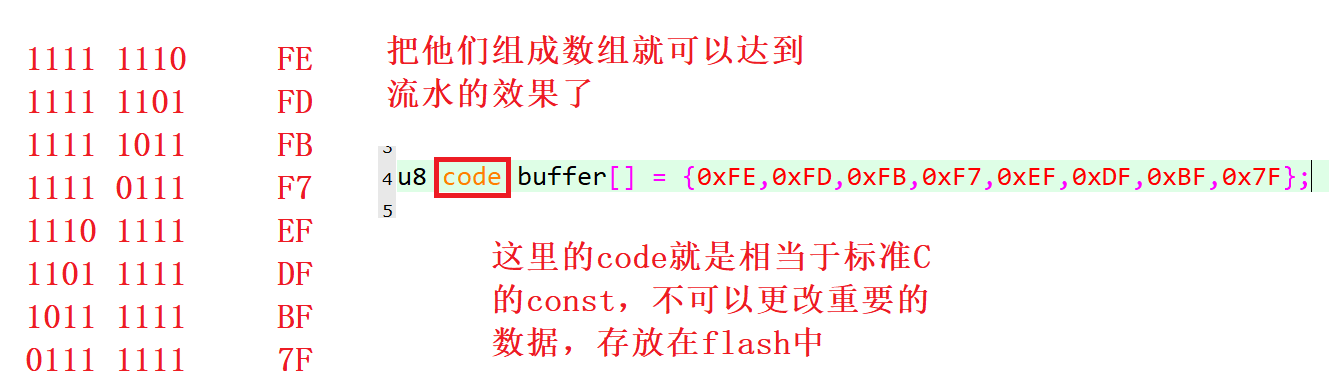 1111 1110 FE
1111 1101 FD
1111 1011 FB
1111 0111 F7
1110 1111 EF
1101 1111 DF
1011 1111 BF
0111 1111 7F
把他们组成数组就可以达到
流水的效果了
3
4 u8 code buffer[] = {0xFE,0xFD,0xFB,0xF7,0xEF,0xDF,0xBF,0x7F};
5
这里的code就是相当于标准C
的const，不可以更改重要的
数据，存放在flash中